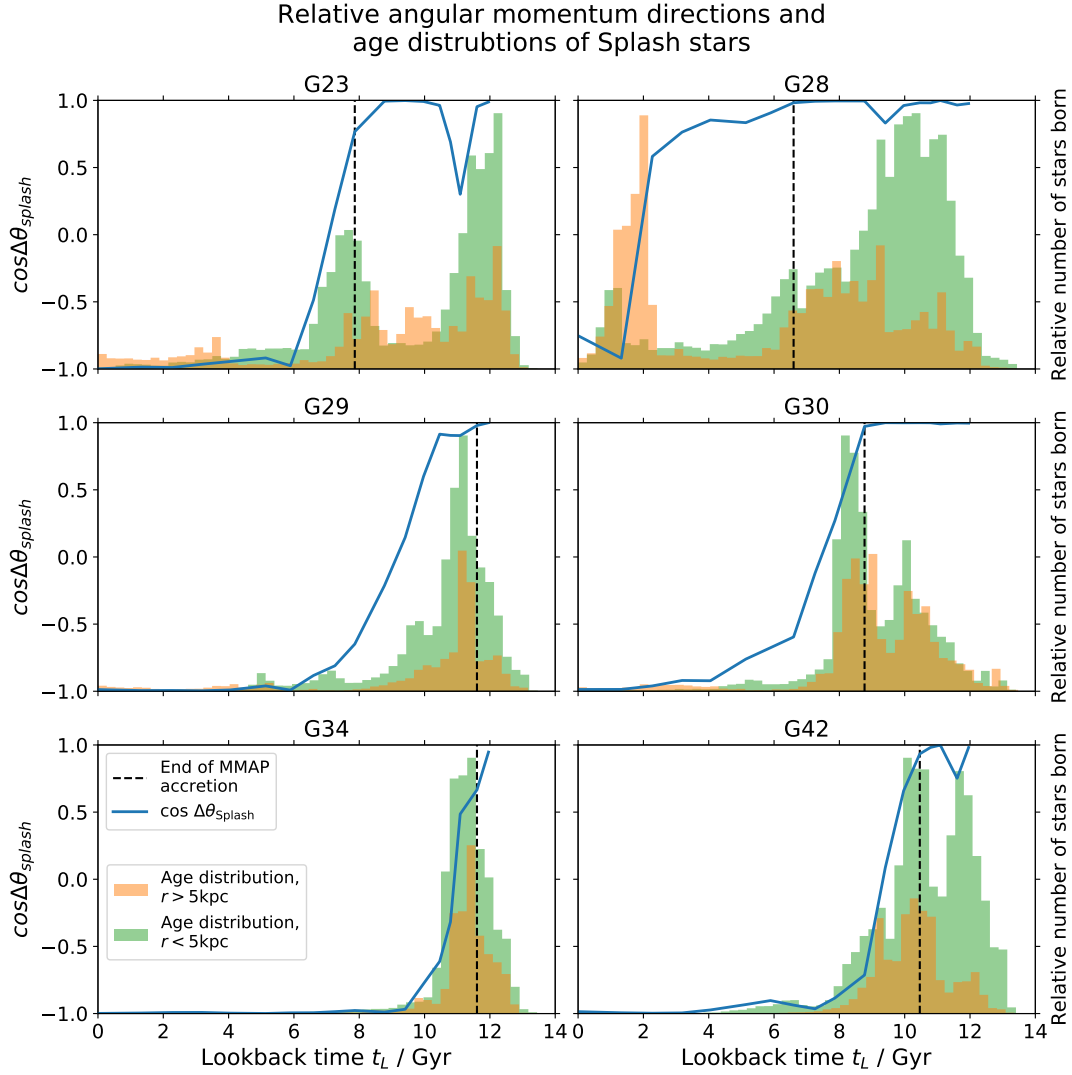 Relative angular momentum directions and
age distrubtions of Splash stars
G23
G28
1.0
0.5
0.0
−0.5
−1.0
cosΔθsplash
Relative number of stars born
G29
G30
1.0
0.5
0.0
−0.5
−1.0
cosΔθsplash
Relative number of stars born
G34
G42
1.0
0.5
0.0
−0.5
−1.0
cosΔθsplash
Relative number of stars born
End of MMAP
accretion
cos ΔθSplash
Age distribution,
r > 5kpc
Age distribution,
r < 5kpc
0 2 4 6 8 10 12 14
0 2 4 6 8 10 12 14
Lookback time tL / Gyr
Lookback time tL / Gyr